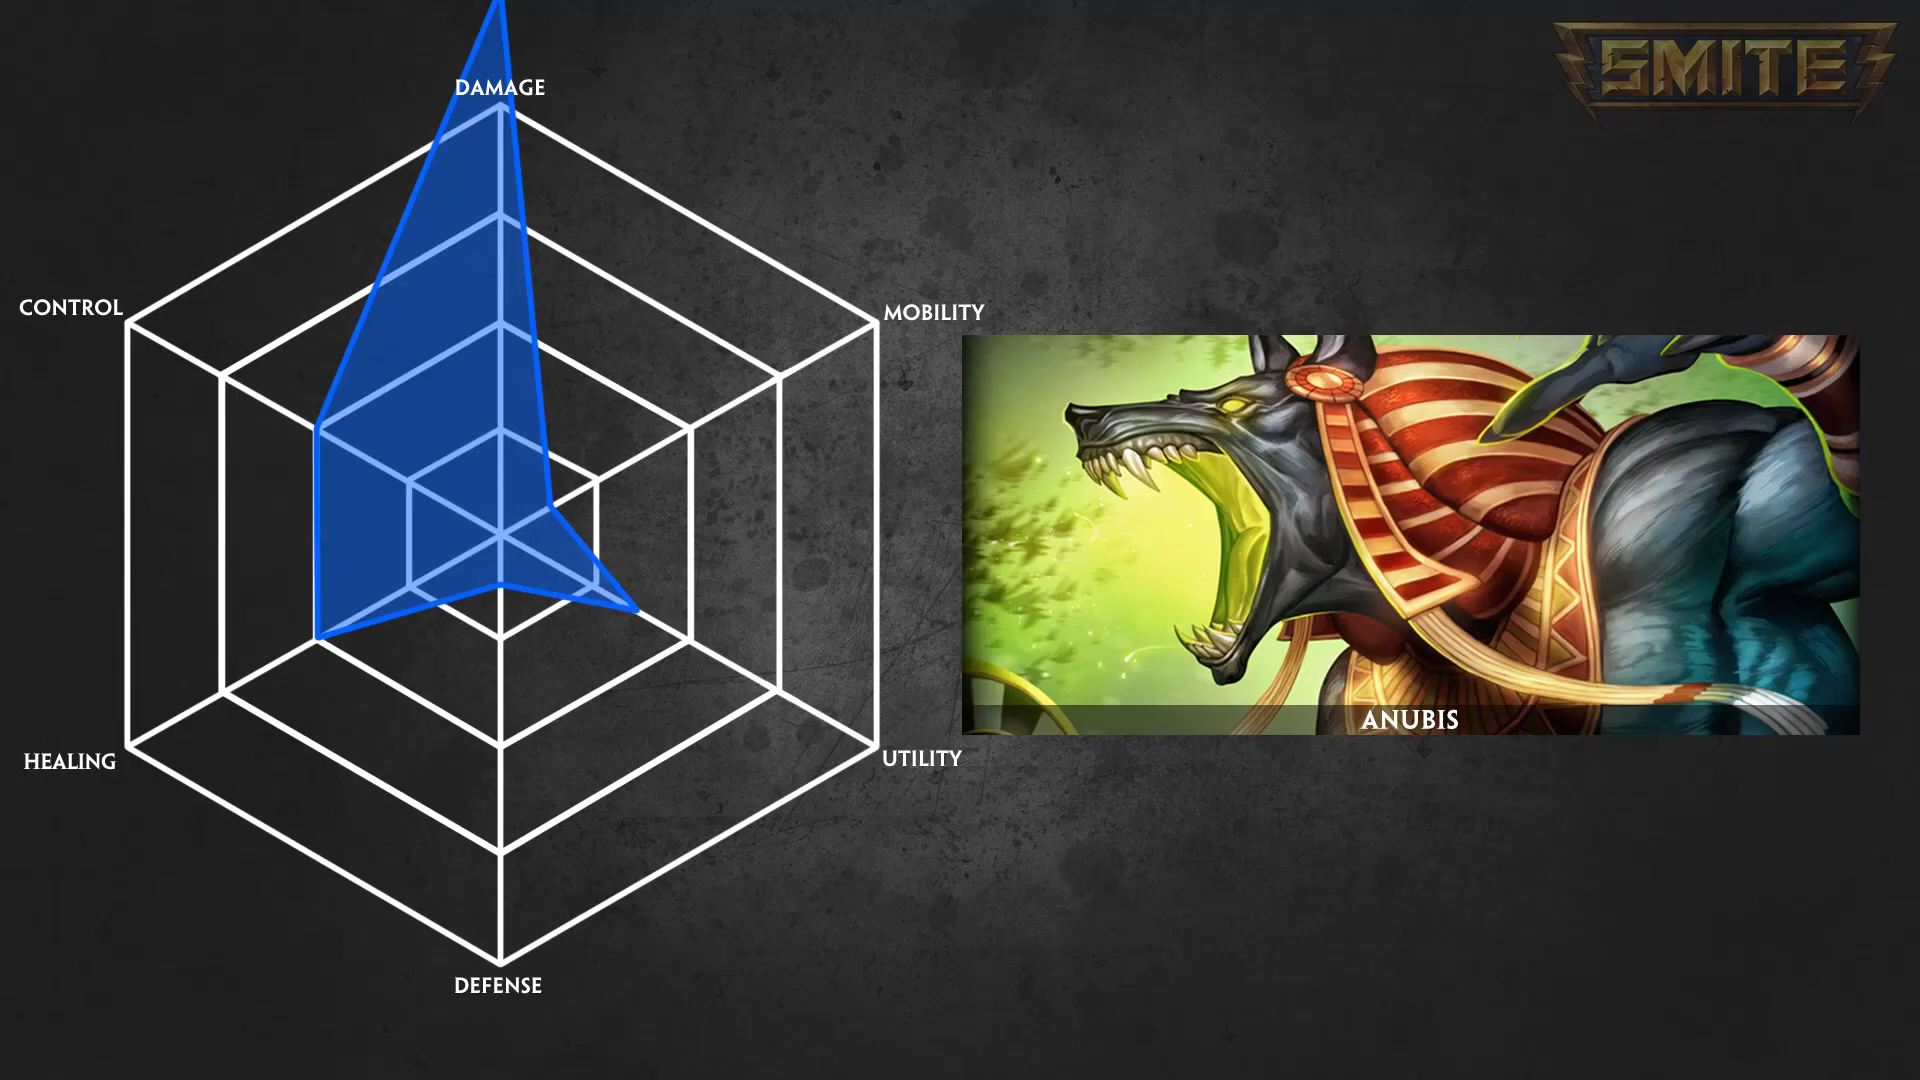 SMITE
DAMAGE
CONTROL
MOBILITY
HEALING
UTILITY
DEFENSE
ANUBIS